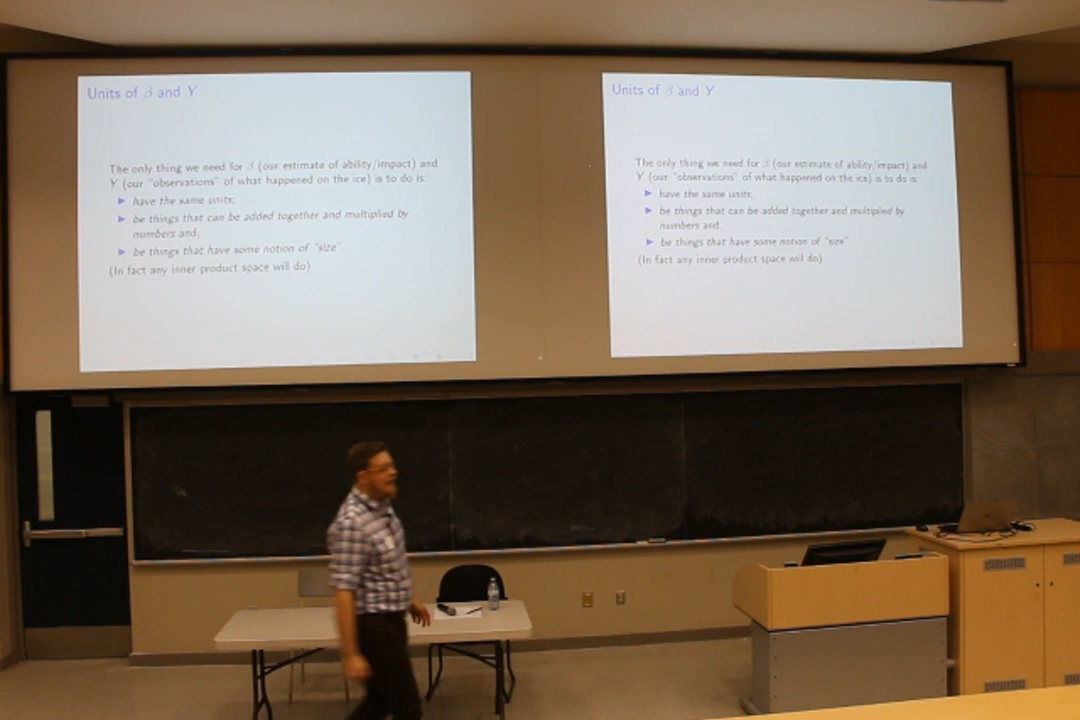 Units of β and Y
The only thing we need for β (our estimate of ability/impact) and
Y (our "observations" of what happened on the ice) is to do is:
► have the same units;
► be things that can be added together and multiplied by
numbers and,
► be things that have some notion of "size".
(In fact any inner product space will do)
Units of β and Y
The only thing we need for β (our estimate of ability/impact) and
Y (our "observations" of what happened on the ice) is to do is:
► have the same units;
► be things that can be added together and multiplied by
numbers and,
► be things that have some notion of "size".
(In fact any inner product space will do)